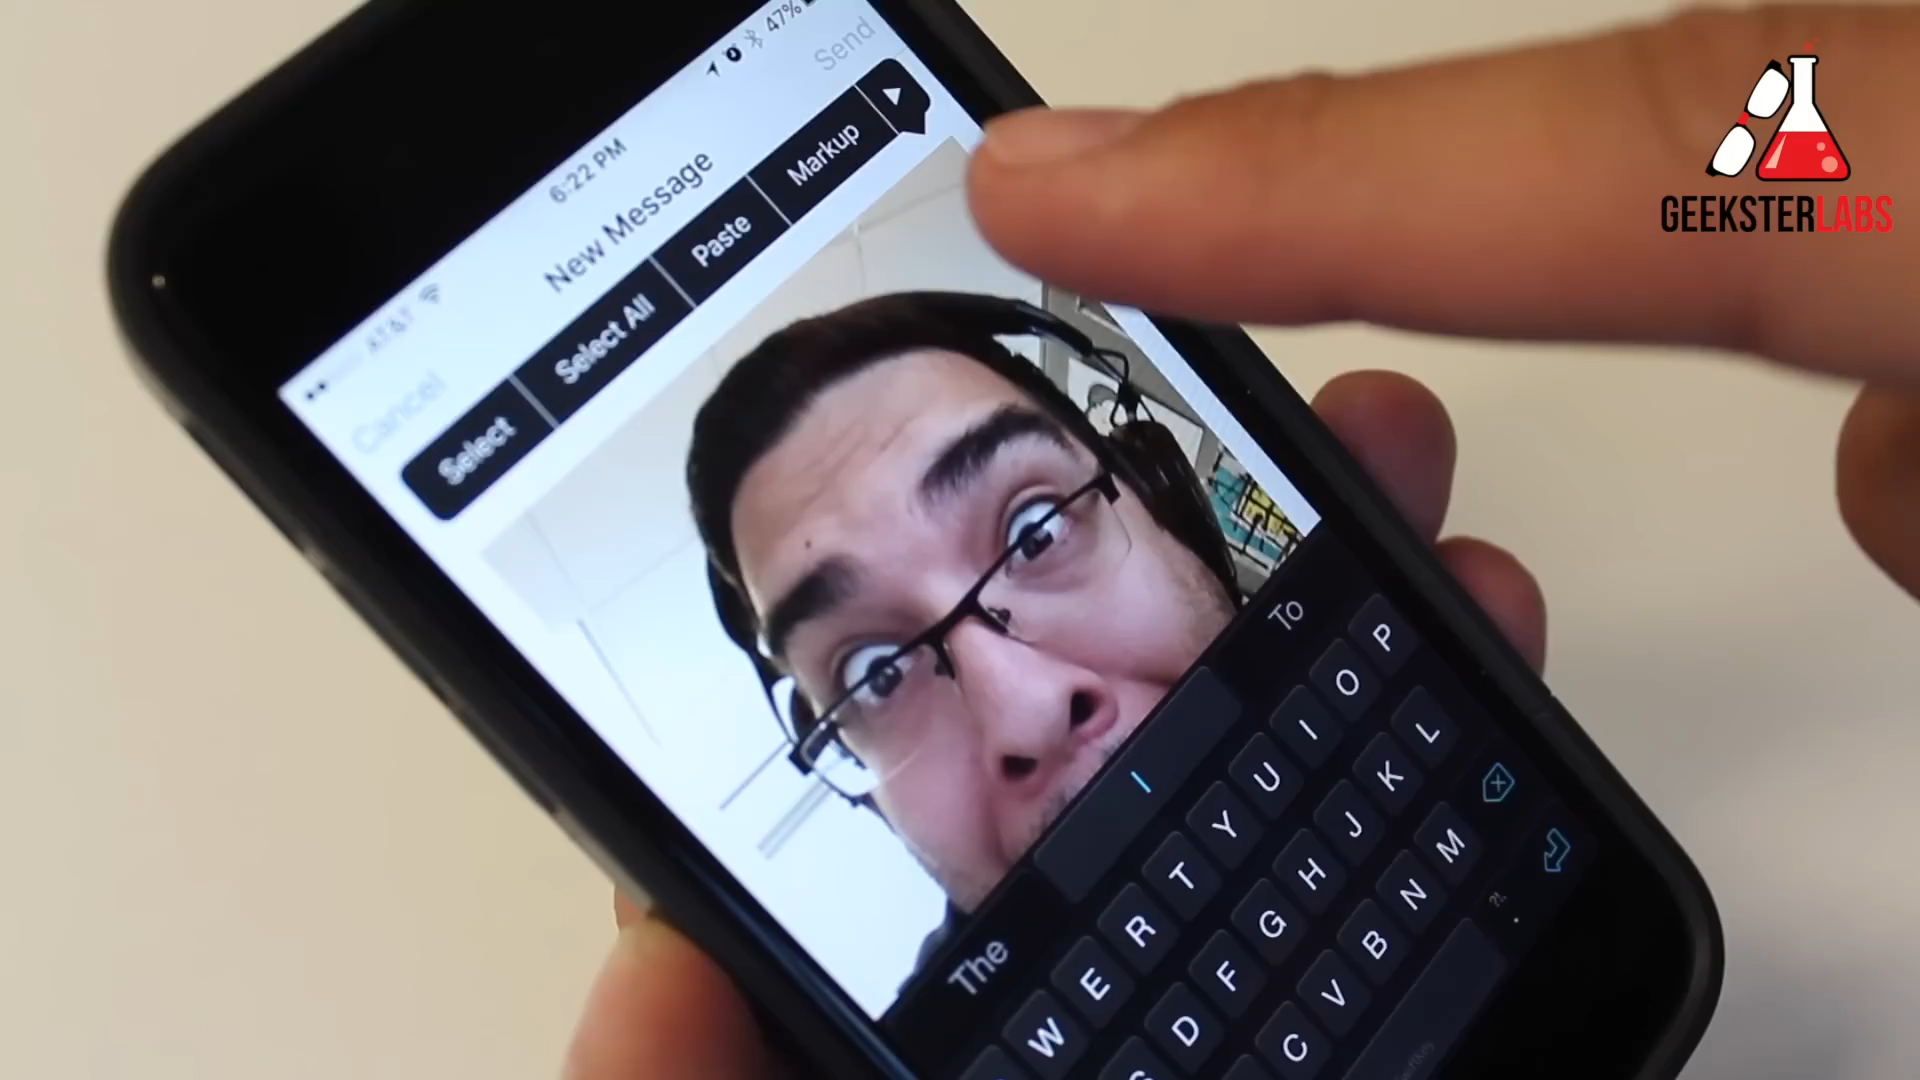 AT&T
6:22 PM
47%
Cancel
New Message
Send
Select
Select All
Paste
Markup
The
I
To
W E R T Y U I O P
D F G H J K L
C V B N M
?!,
.
GEEKSTERLABS